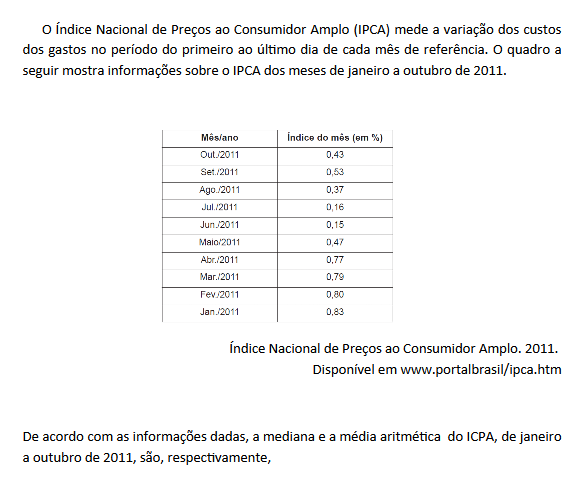 O Índice Nacional de Preços ao Consumidor Amplo (IPCA) mede a variação dos custos
dos gastos no período do primeiro ao último dia de cada mês de referência. O quadro a
seguir mostra informações sobre o IPCA dos meses de janeiro a outubro de 2011.
Mês/ano Índice do mês (em %)
Out./2011 0,43
Set./2011 0,53
Ago./2011 0,37
Jul./2011 0,16
Jun./2011 0,15
Maio/2011 0,47
Abr./2011 0,77
Mar./2011 0,79
Fev./2011 0,80
Jan./2011 0,83
Índice Nacional de Preços ao Consumidor Amplo. 2011.
Disponível em www.portalbrasil/ipca.htm
De acordo com as informações dadas, a mediana e a média aritmética do ICPA, de janeiro
a outubro de 2011, são, respectivamente,